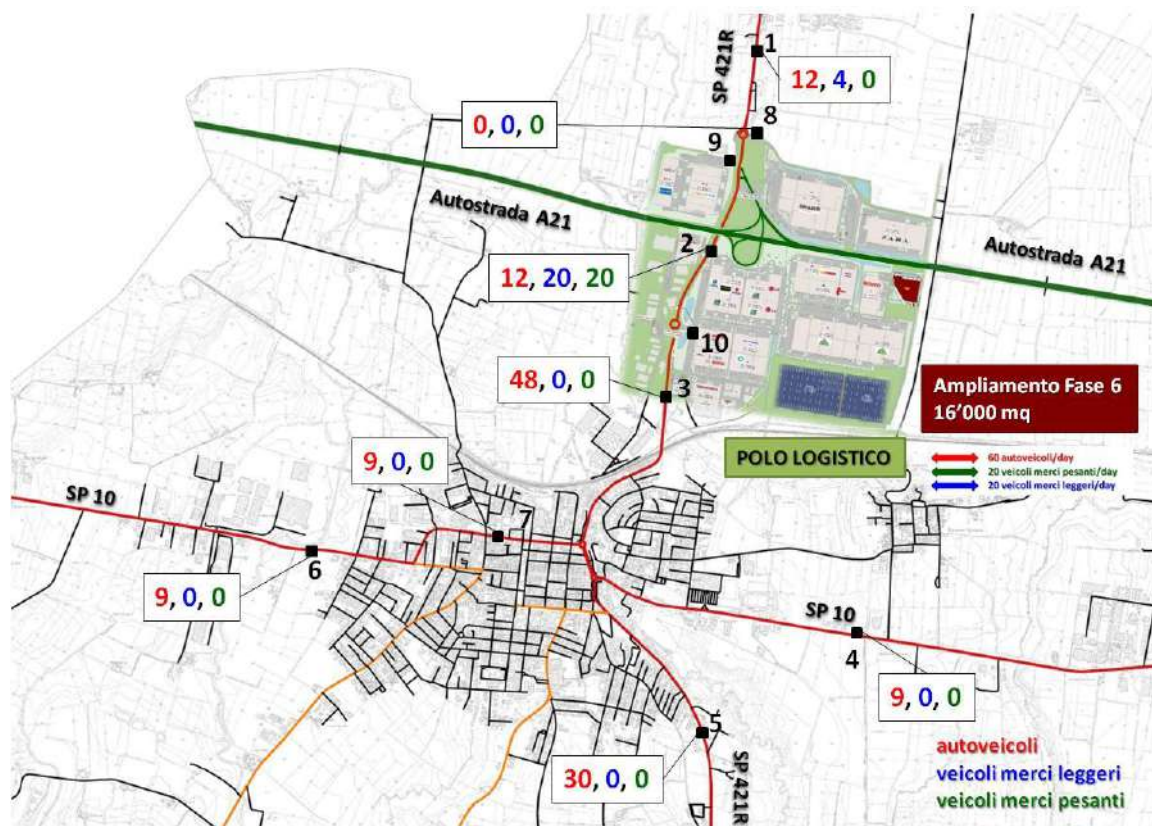 SP 421R
1
12, 4, 0
0, 0, 0
8
9
Autostrada A21
2
Autostrada A21
12, 20, 20
10
48, 0, 0
3
Ampliamento Fase 6
16'000 mq
POLO LOGISTICO
60 autoveicoli/day
20 veicoli merci pesanti/day
20 veicoli merci leggeri/day
9, 0, 0
SP 10
7
6
9, 0, 0
SP 10
4
9, 0, 0
5
30, 0, 0
SP 421R
autoveicoli
veicoli merci leggeri
veicoli merci pesanti